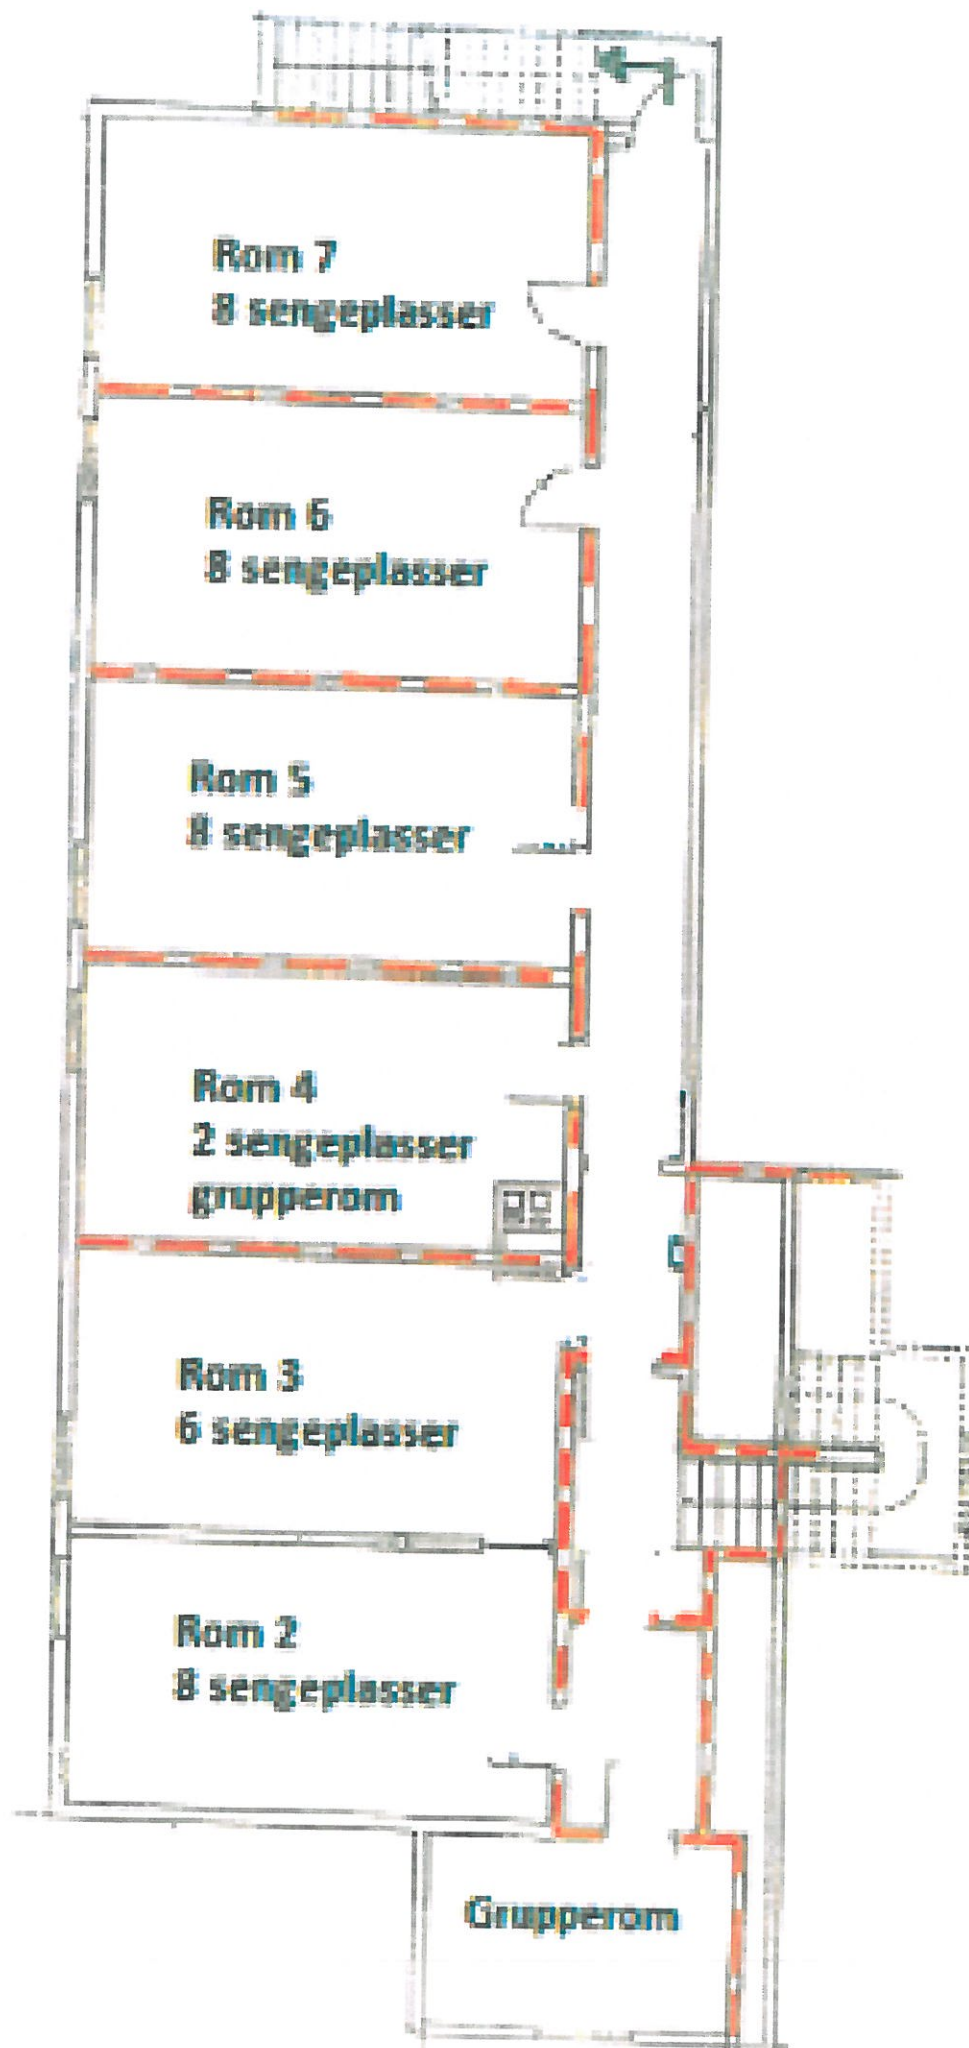 Rom 7
8 sengeplasser
Rom 6
8 sengeplasser
Rom 5
8 sengeplasser
Rom 4
2 sengeplasser
grupperom
Rom 3
6 sengeplasser
Rom 2
8 sengeplasser
Grupperom